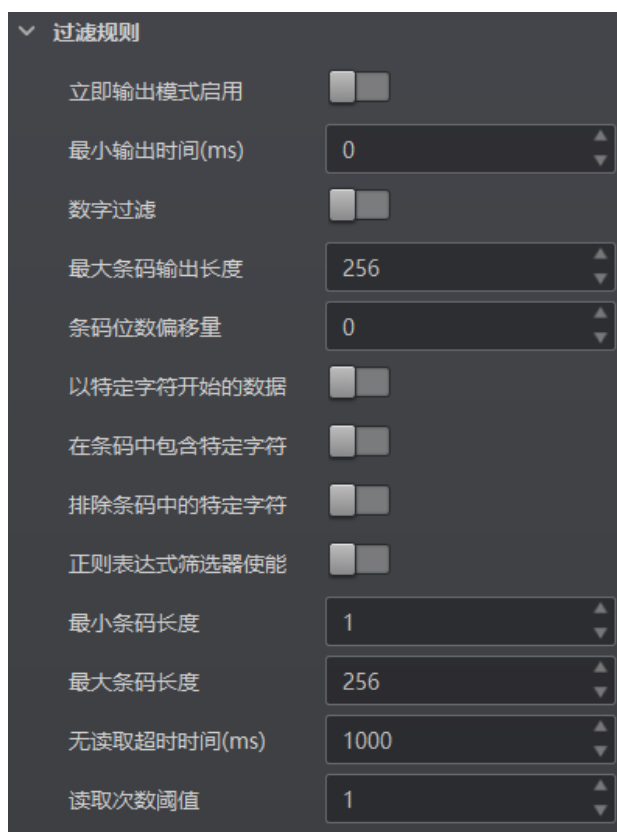 过滤规则
立即输出模式启用
最小输出时间(ms) 0
数字过滤
最大条码输出长度 256
条码位数偏移量 0
以特定字符开始的数据
在条码中包含特定字符
排除条码中的特定字符
正则表达式筛选器使能
最小条码长度 1
最大条码长度 256
无读取超时时间(ms) 1000
读取次数阈值 1